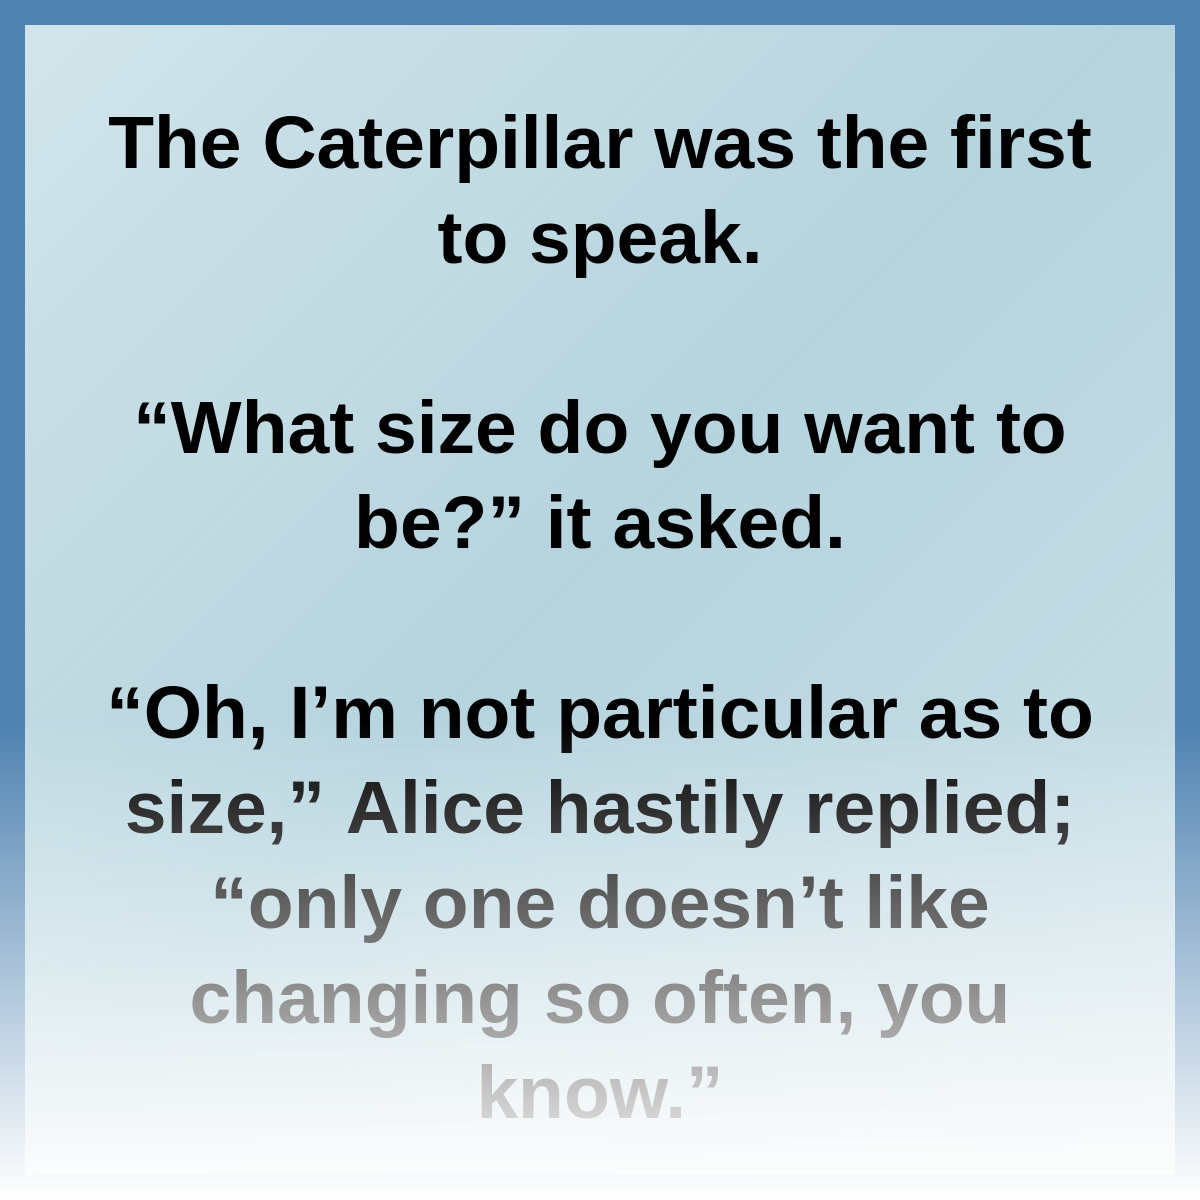 The Caterpillar was the first
to speak.
“What size do you want to
be?” it asked.
“Oh, I’m not particular as to
size,” Alice hastily replied;
“only one doesn’t like
changing so often, you
know.”